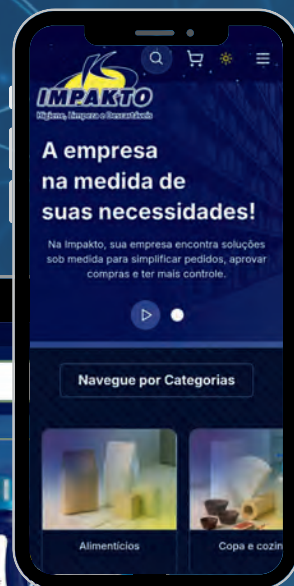 IMPAKTO
Higiene, Limpeza e Descartáveis
A empresa
na medida de
suas necessidades!
Na Impakto, sua empresa encontra soluções
sob medida para simplificar pedidos, aprovar
compras e ter mais controle.
Navegue por Categorias
Alimentícios
Copa e cozin